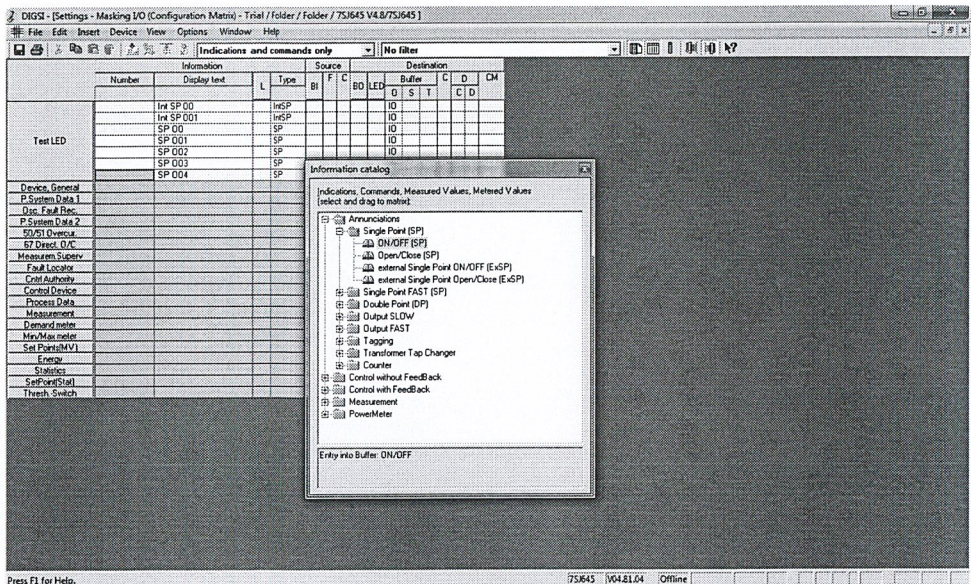 DIGSI - [Settings - Masking I/O (Configuration Matrix) - Trial / Folder / Folder / 7SJ645 V4.8/7SJ645 ]
File Edit Insert Device View Options Window Help
Indications and commands only No filter
Information Source Destination
Number Display text L Type BI F C BO LED Buffer C D CM
O S T C D
Test LED
Int SP 00 IntSP IO
Int SP 001 IntSP IO
SP 00 SP IO
SP 001 SP IO
SP 002 SP IO
SP 003 SP
SP 004 SP
Device, General
P.System Data 1
Osc. Fault Rec.
P.System Data 2
50/51 Overcur.
67 Direct. O/C
Measurem.Superv
Fault Locator
Cntrl Authority
Control Device
Process Data
Measurement
Demand meter
Min/Max meter
Set Points(MV)
Energy
Statistics
SetPoint(Stat)
Thresh.-Switch
Information catalog
Indications, Commands, Measured Values, Metered Values
(select and drag to matrix):
Annunciations
Single Point (SP)
ON/OFF (SP)
Open/Close (SP)
external Single Point ON/OFF (ExSP)
external Single Point Open/Close (ExSP)
Single Point FAST (SP)
Double Point (DP)
Output SLOW
Output FAST
Tagging
Transformer Tap Changer
Counter
Control without FeedBack
Control with FeedBack
Measurement
PowerMeter
Entry into Buffer: ON/OFF
Press F1 for Help. 7SJ645 V04.81.04 Offline